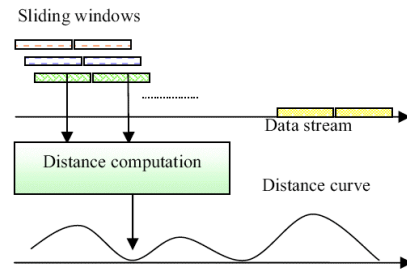 Sliding windows
Data stream
Distance computation
Distance curve